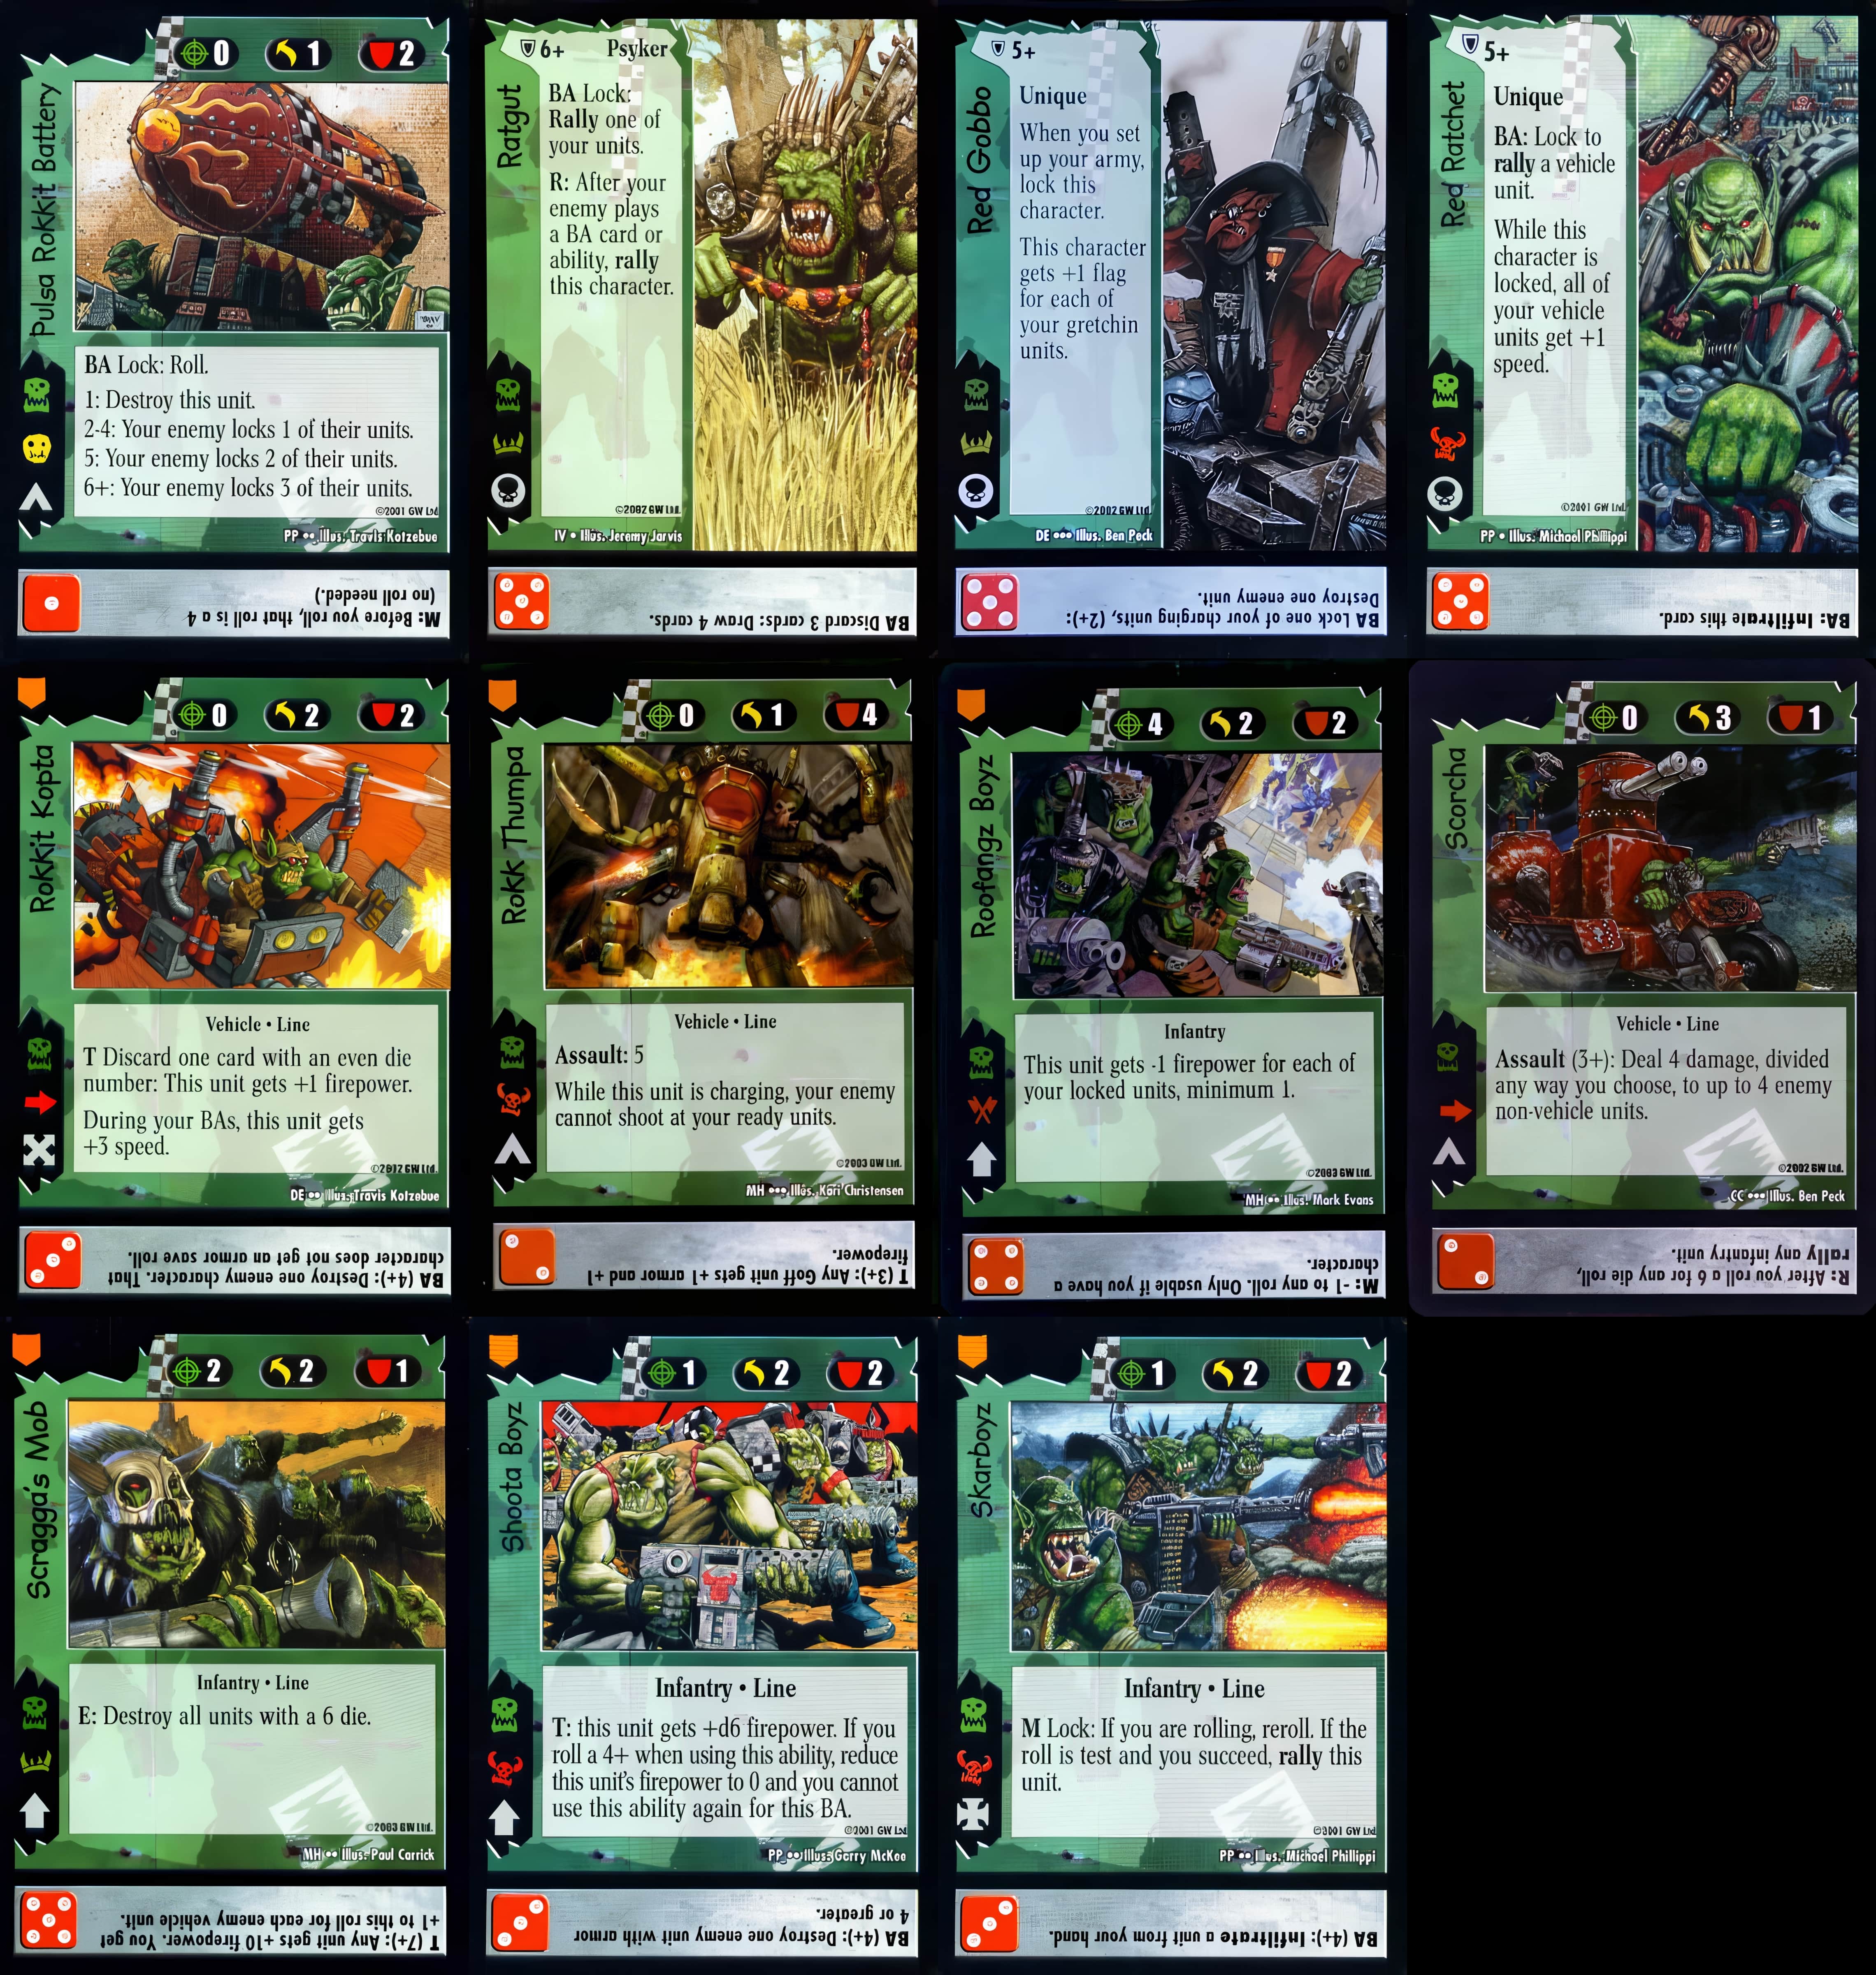 Pulsa Rokkit Battery
0 1 2
BA Lock: Roll.
1: Destroy this unit.
2-4: Your enemy locks 1 of their units.
5: Your enemy locks 2 of their units.
6+: Your enemy locks 3 of their units.
©2001 GW Ltd
PP •• Illus. Travis Kotzebue
M: Before you roll, that roll is a 4
(no roll needed.)
Ratgut
6+ Psyker
BA Lock:
Rally one of
your units.
R: After your
enemy plays
a BA card or
ability, rally
this character.
©2002 GW Ltd.
IV • Illus. Jeremy Jarvis
BA Discard 3 cards: Draw 4 cards.
Red Gobbo
5+
Unique
When you set
up your army,
lock this
character.
This character
gets +1 flag
for each of
your gretchin
units.
©2002 GW Ltd.
DE ••• Illus. Ben Peck
BA Lock one of your charging units, (2+):
Destroy one enemy unit.
Red Ratchet
5+
Unique
BA: Lock to
rally a vehicle
unit.
While this
character is
locked, all of
your vehicle
units get +1
speed.
©2001 GW Ltd.
PP • Illus. Michael Phillippi
BA: Infiltrate this card.
Rokkit Kopta
0 2 2
Vehicle • Line
T Discard one card with an even die
number: This unit gets +1 firepower.
During your BAs, this unit gets
+3 speed.
©2002 GW Ltd.
DE •• Illus. Travis Kotzebue
BA (4+): Destroy one enemy character. That
character does not get an armor save roll.
Rokk Thumpa
0 1 4
Vehicle • Line
Assault: 5
While this unit is charging, your enemy
cannot shoot at your ready units.
©2003 GW Ltd.
MH ••• Illus. Kari Christensen
T (3+): Any Goff unit gets +1 armor and +1
firepower.
Roofangz Boyz
4 2 2
Infantry
This unit gets -1 firepower for each of
your locked units, minimum 1.
©2003 GW Ltd.
MH •• Illus. Mark Evans
M: -1 to any roll. Only usable if you have a
character.
Scorcha
0 3 1
Vehicle • Line
Assault (3+): Deal 4 damage, divided
any way you choose, to up to 4 enemy
non-vehicle units.
©2002 GW Ltd.
CC ••• Illus. Ben Peck
R: After you roll a 6 for any die roll,
rally any infantry unit.
Scragga's Mob
2 2 1
Infantry • Line
E: Destroy all units with a 6 die.
©2003 GW Ltd.
MH •• Illus. Paul Carrick
T (7+): Any unit gets +10 firepower. You get
+1 to this roll for each enemy vehicle unit.
Shoota Boyz
1 2 2
Infantry • Line
T: this unit gets +d6 firepower. If you
roll a 4+ when using this ability, reduce
this unit's firepower to 0 and you cannot
use this ability again for this BA.
©2001 GW Ltd
PP •• Illus. Gerry McKee
BA (4+): Destroy one enemy unit with armor
4 or greater.
Skarboyz
1 2 2
Infantry • Line
M Lock: If you are rolling, reroll. If the
roll is test and you succeed, rally this
unit.
©2001 GW Ltd
PP •• Illus. Michael Phillippi
BA (4+): Infiltrate a unit from your hand.